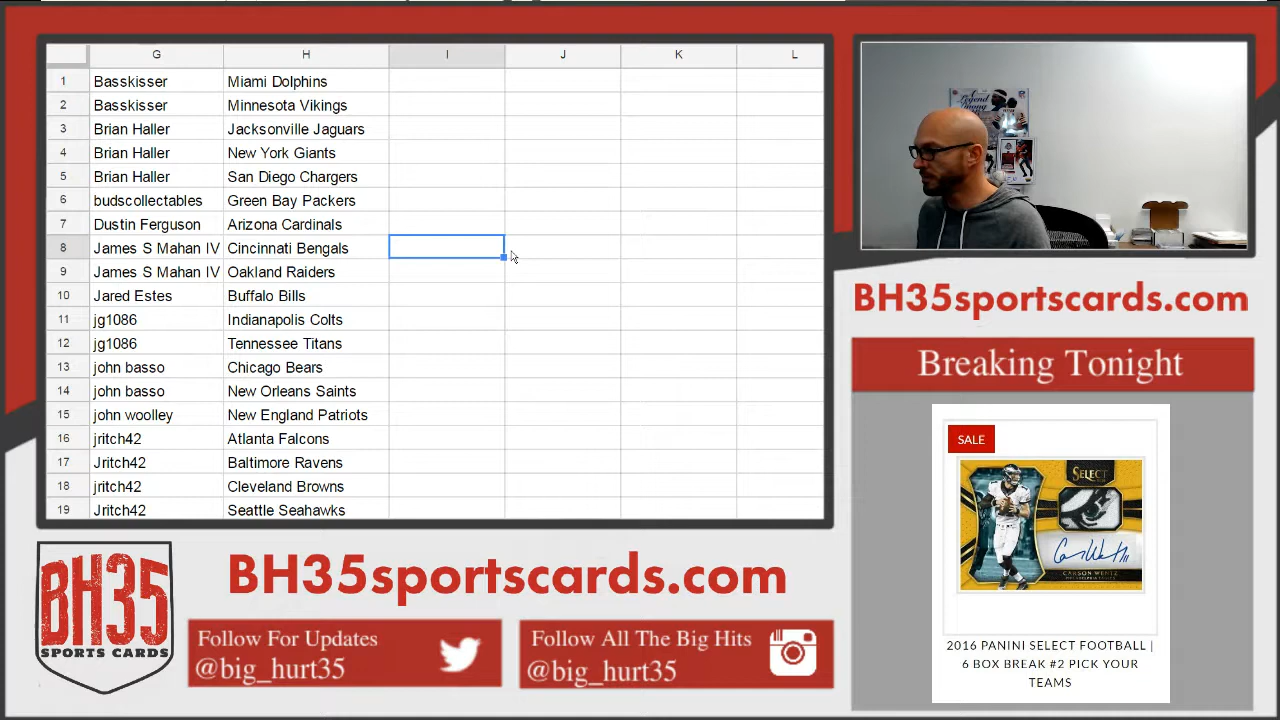 G H I J K L
1 Basskisser Miami Dolphins
2 Basskisser Minnesota Vikings
3 Brian Haller Jacksonville Jaguars
4 Brian Haller New York Giants
5 Brian Haller San Diego Chargers
6 budscollectables Green Bay Packers
7 Dustin Ferguson Arizona Cardinals
8 James S Mahan IV Cincinnati Bengals
9 James S Mahan IV Oakland Raiders
10 Jared Estes Buffalo Bills
11 jg1086 Indianapolis Colts
12 jg1086 Tennessee Titans
13 john basso Chicago Bears
14 john basso New Orleans Saints
15 john woolley New England Patriots
16 jritch42 Atlanta Falcons
17 Jritch42 Baltimore Ravens
18 jritch42 Cleveland Browns
19 Jritch42 Seattle Seahawks
BH35sportscards.com
Breaking Tonight
SALE
SELECT
CARSON WENTZ
2016 PANINI SELECT FOOTBALL |
6 BOX BREAK #2 PICK YOUR
TEAMS
BH35
SPORTS CARDS
BH35sportscards.com
Follow For Updates
@big_hurt35
Follow All The Big Hits
@big_hurt35